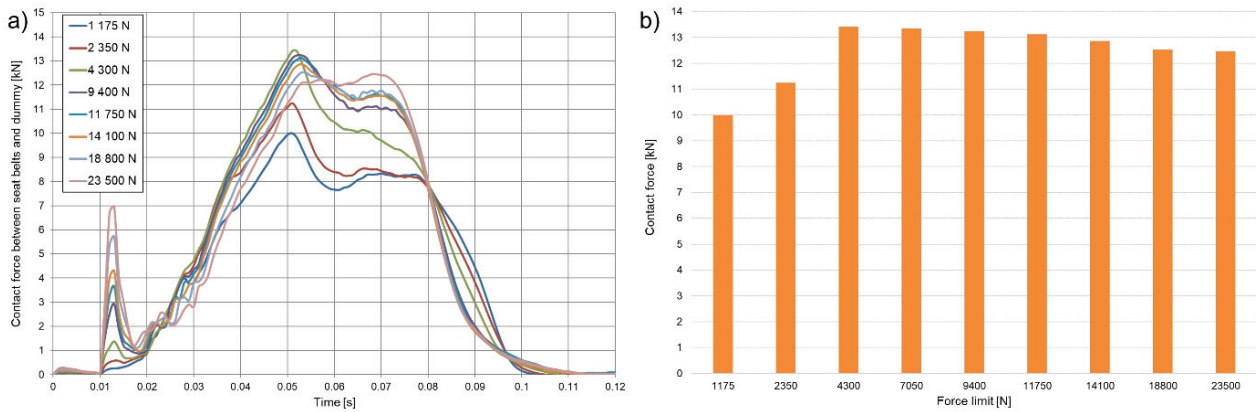 a)
Contact force between seat belts and dummy [kN]
15
14
13
12
11
10
9
8
7
6
5
4
3
2
1
0
1 175 N
2 350 N
4 300 N
9 400 N
11 750 N
14 100 N
18 800 N
23 500 N
0 0.01 0.02 0.03 0.04 0.05 0.06 0.07 0.08 0.09 0.1 0.11 0.12
Time [s]
b)
Contact force [kN]
14
13
12
11
10
9
8
7
6
5
4
3
2
1
0
1175 2350 4300 7050 9400 11750 14100 18800 23500
Force limit [N]